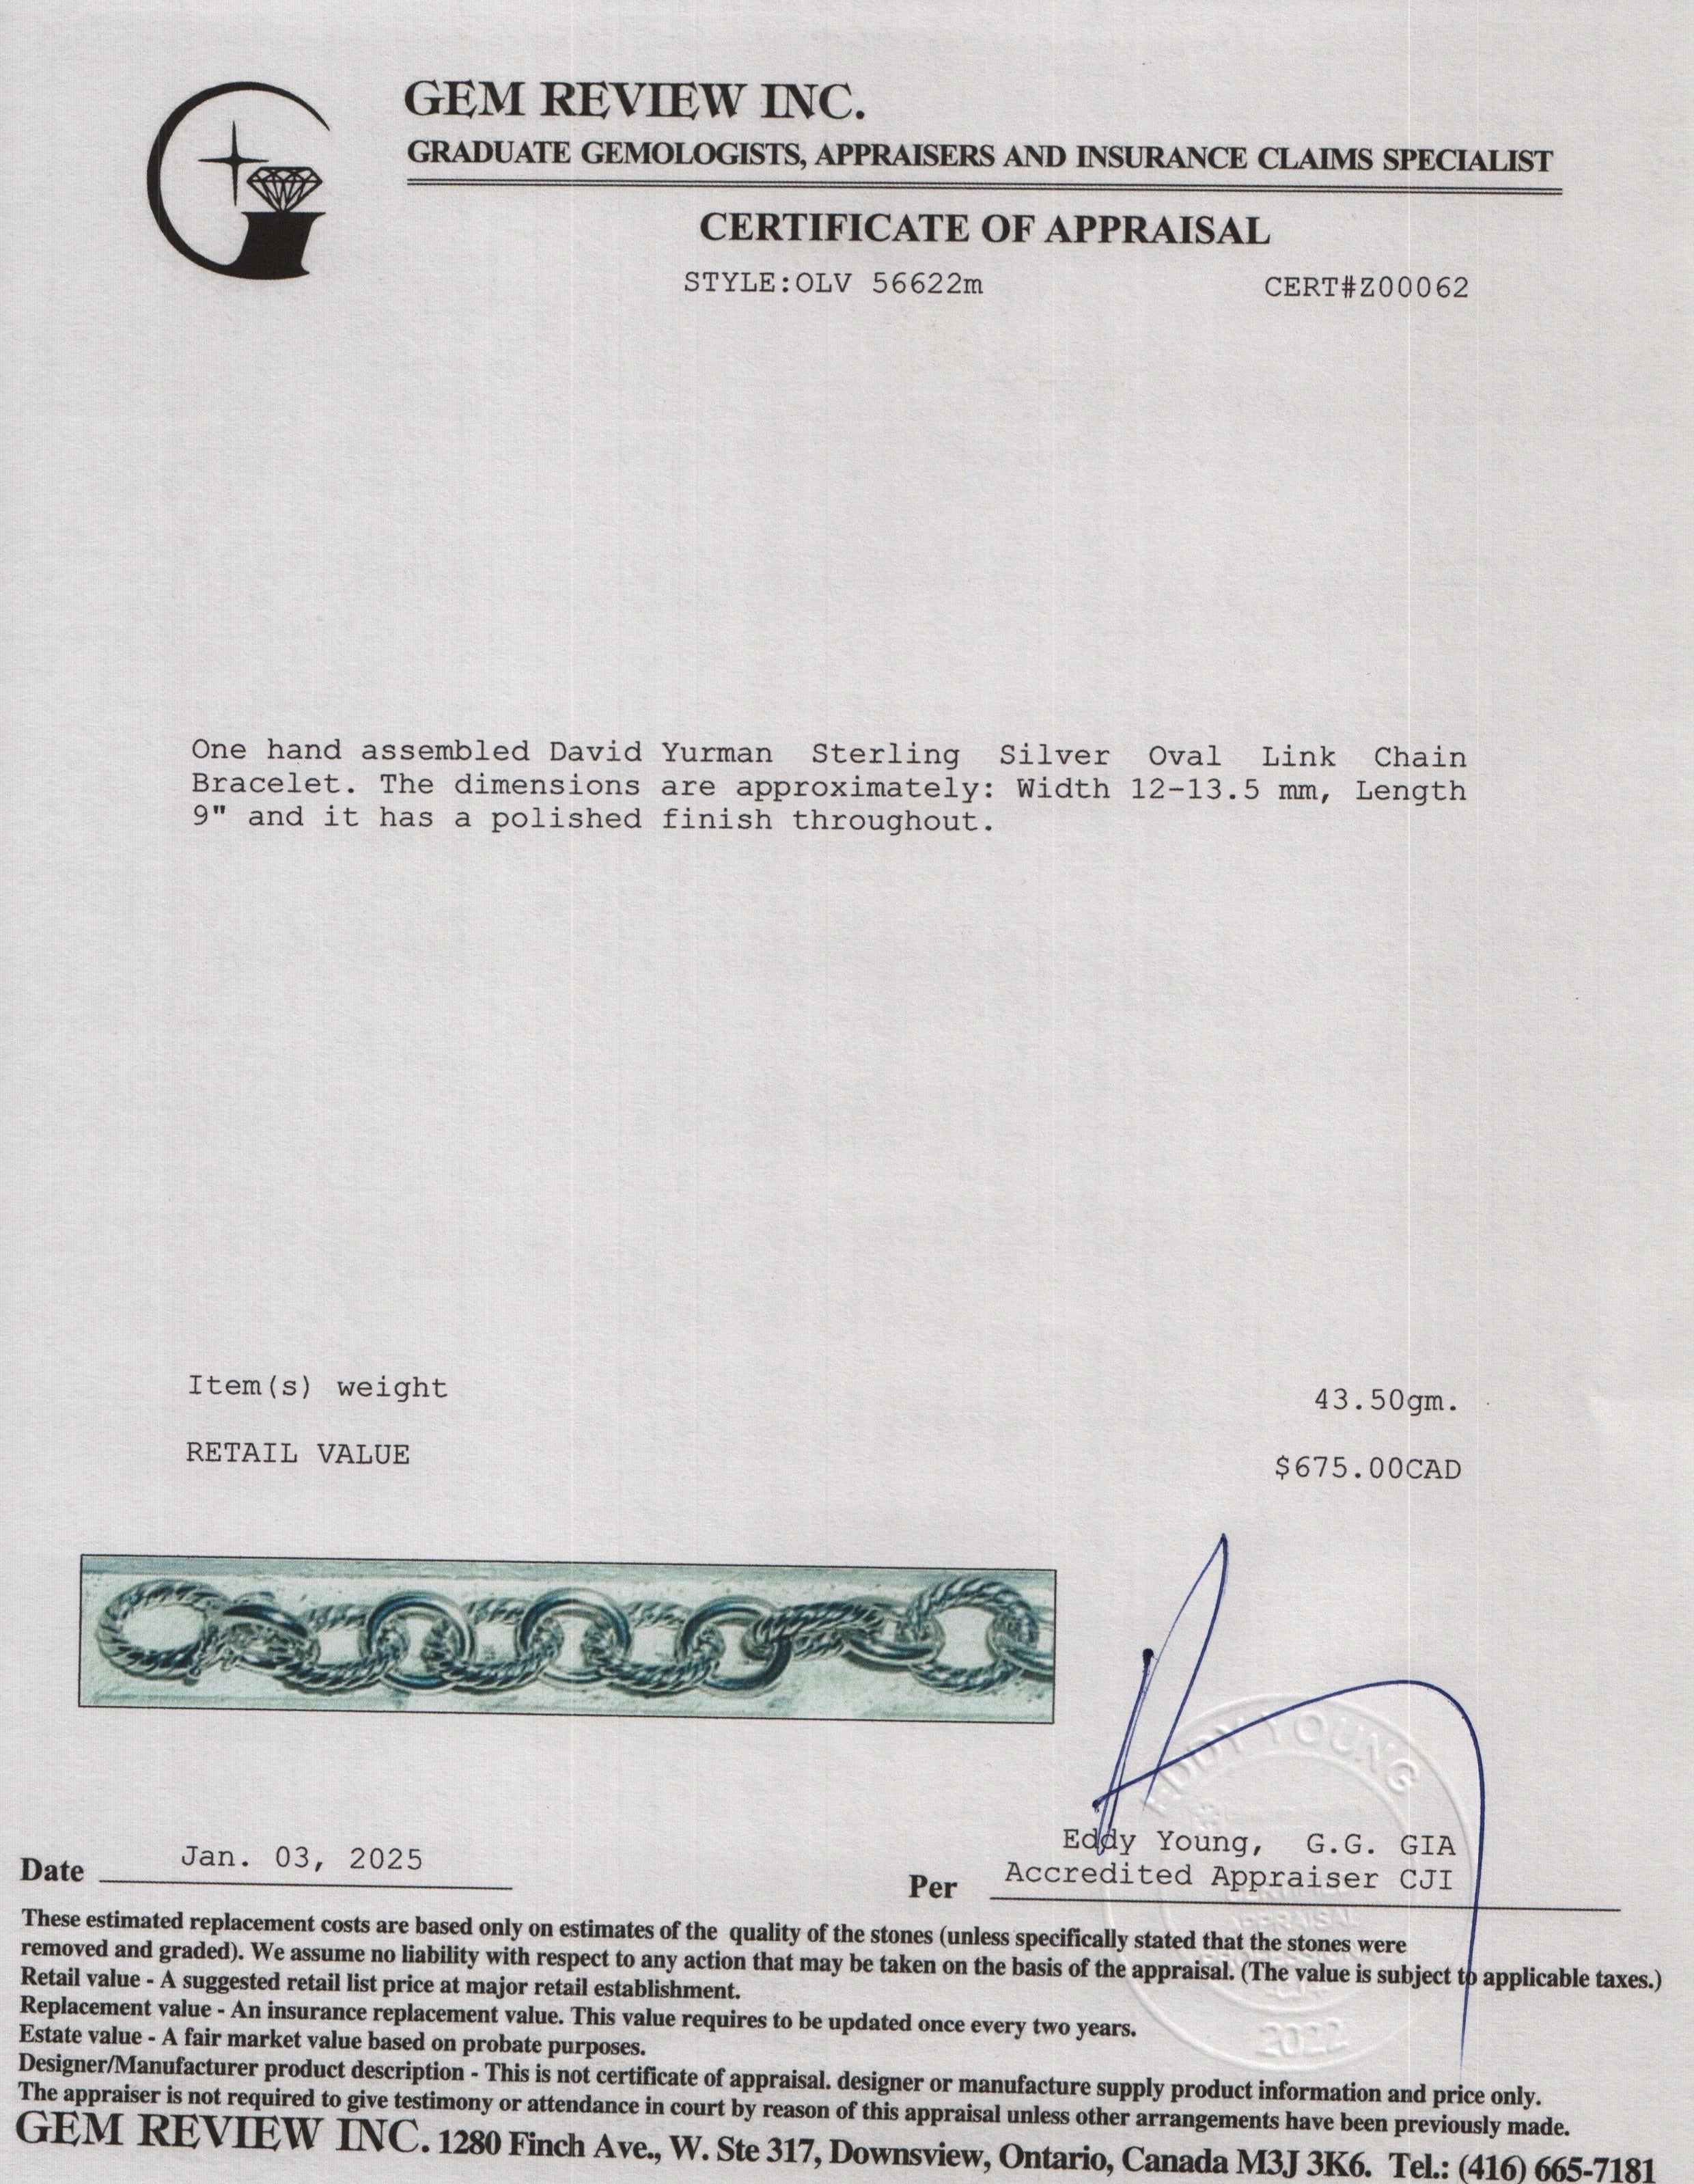 GEM REVIEW INC.
GRADUATE GEMOLOGISTS, APPRAISERS AND INSURANCE CLAIMS SPECIALIST
CERTIFICATE OF APPRAISAL
STYLE:OLV 56622m CERT#Z00062
One hand assembled David Yurman Sterling Silver Oval Link Chain
Bracelet. The dimensions are approximately: Width 12-13.5 mm, Length
9" and it has a polished finish throughout.
Item(s) weight 43.50gm.
RETAIL VALUE $675.00CAD
EDDY YOUNG
Eddy Young, G.G. GIA
Date Jan. 03, 2025 Per Accredited Appraiser CJI
APPRAISAL
2022
These estimated replacement costs are based only on estimates of the quality of the stones (unless specifically stated that the stones were
removed and graded). We assume no liability with respect to any action that may be taken on the basis of the appraisal. (The value is subject to applicable taxes.)
Retail value - A suggested retail list price at major retail establishment.
Replacement value - An insurance replacement value. This value requires to be updated once every two years.
Estate value - A fair market value based on probate purposes.
Designer/Manufacturer product description - This is not certificate of appraisal. designer or manufacture supply product information and price only.
The appraiser is not required to give testimony or attendance in court by reason of this appraisal unless other arrangements have been previously made.
GEM REVIEW INC. 1280 Finch Ave., W. Ste 317, Downsview, Ontario, Canada M3J 3K6. Tel.: (416) 665-7181